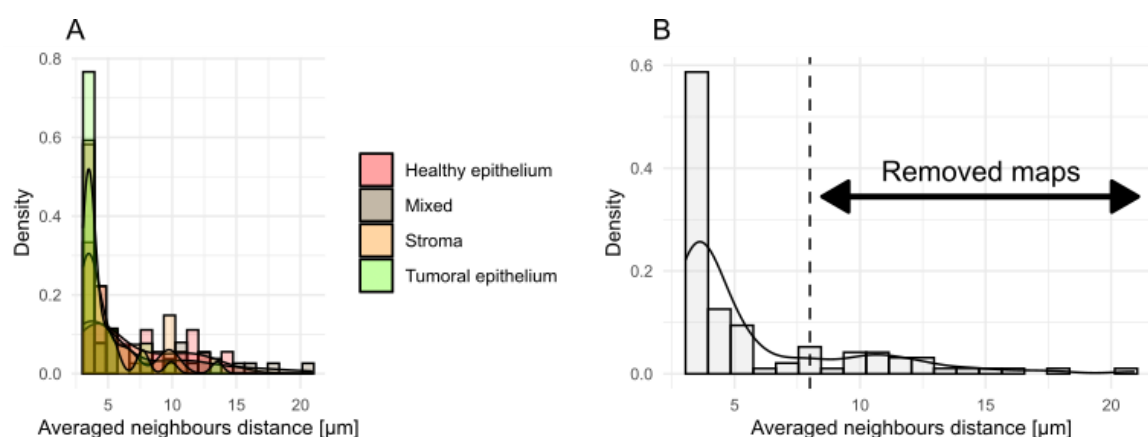 A
0.8
0.6
0.4
0.2
0.0
Density
5 10 15 20
Averaged neighbours distance [µm]
Healthy epithelium
Mixed
Stroma
Tumoral epithelium
B
0.6
0.4
0.2
0.0
Density
Removed maps
5 10 15 20
Averaged neighbours distance [µm]